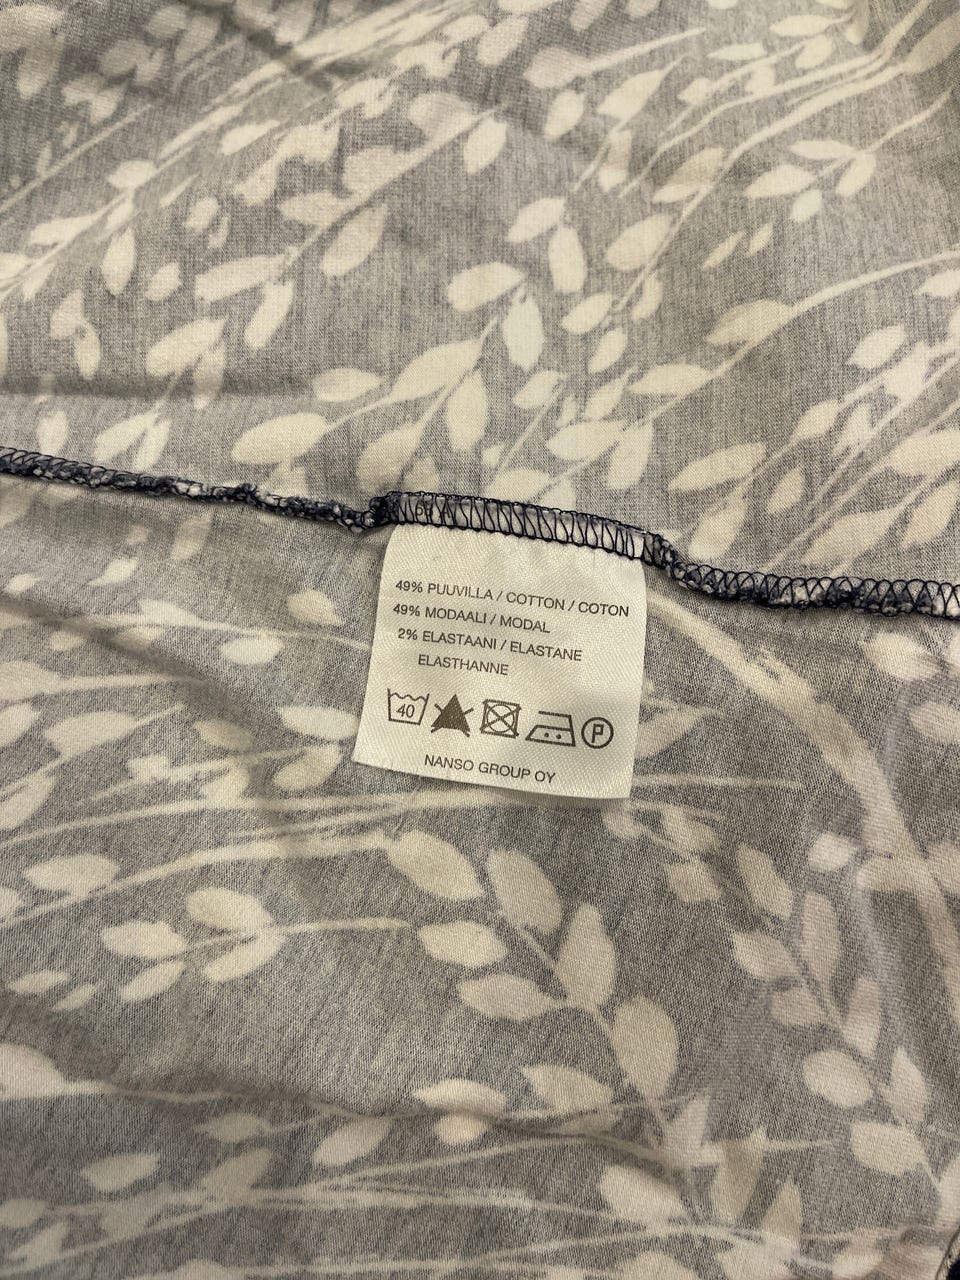 49% PUUVILLA / COTTON / COTON
49% MODAALI / MODAL
2% ELASTAANI / ELASTANE
ELASTHANNE
40 P
NANSO GROUP OY